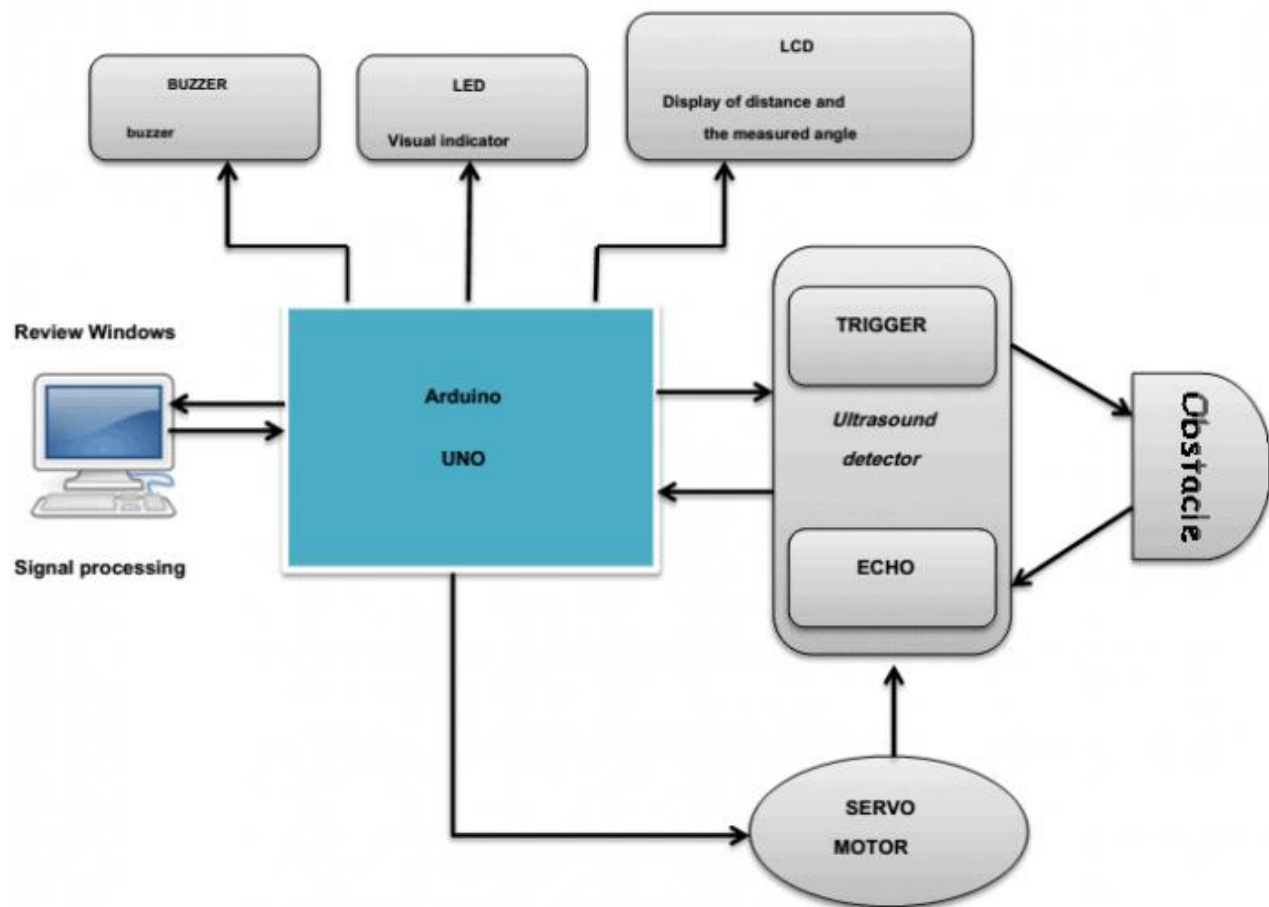 BUZZER
buzzer
LED
Visual indicator
LCD
Display of distance and
the measured angle
Review Windows
Signal processing
Arduino
UNO
TRIGGER
Ultrasound
detector
ECHO
Obstacle
SERVO
MOTOR